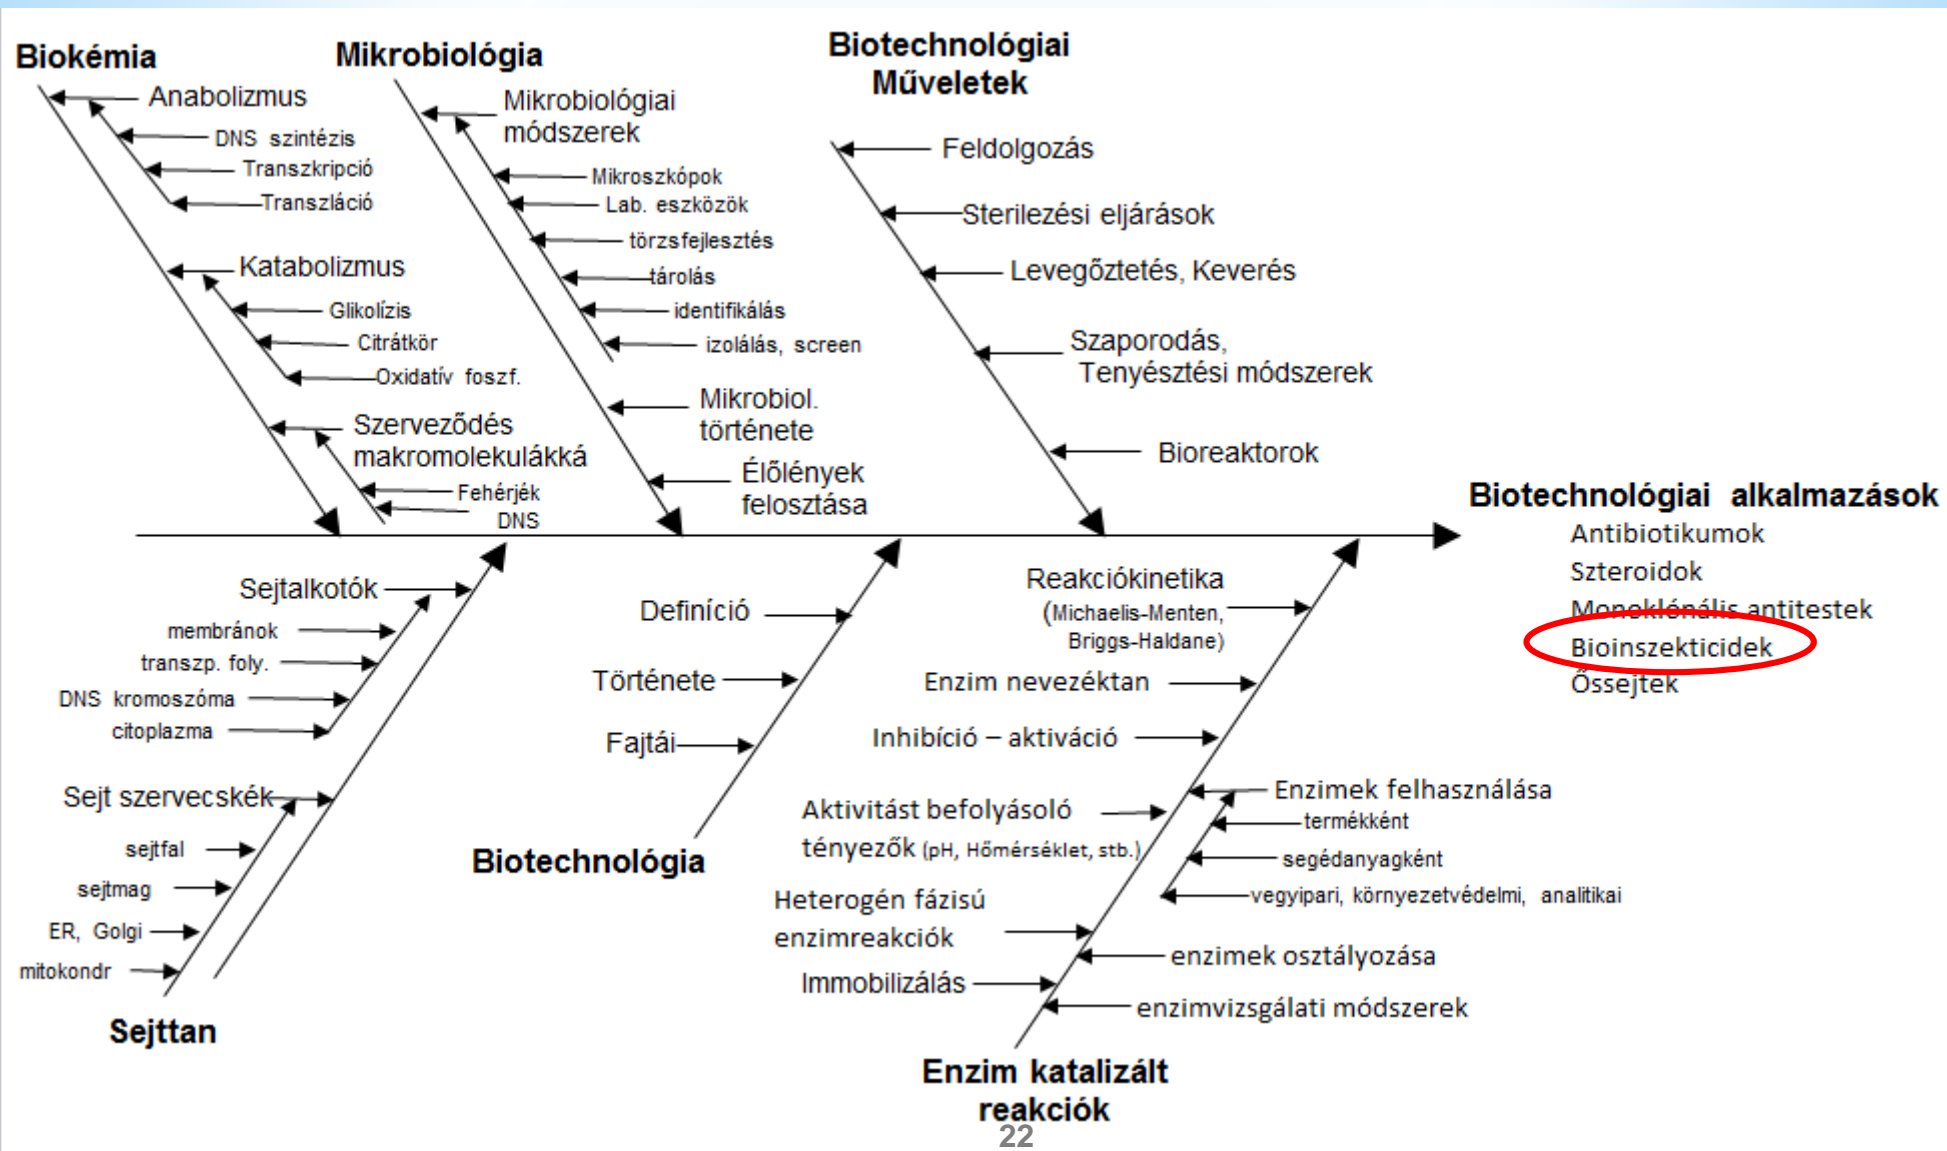 Biokémia
Anabolizmus
DNS szintézis
Transzkripció
Transzláció
Katabolizmus
Glikolízis
Citrátkör
Oxidatív foszf.
Szerveződés
makromolekulákká
Fehérjék
DNS
Mikrobiológia
Mikrobiológiai
módszerek
Mikroszkópok
Lab. eszközök
törzsfejlesztés
tárolás
identifikálás
izolálás, screen
Mikrobiol.
története
Élőlények
felosztása
Biotechnológiai
Műveletek
Feldolgozás
Sterilezési eljárások
Levegőztetés, Keverés
Szaporodás,
Tenyésztési módszerek
Bioreaktorok
Biotechnológiai alkalmazások
Antibiotikumok
Szteroidok
Monoklónális antitestek
Bioinszekticidek
Őssejtek
Sejtalkotók
membránok
transzp. foly.
DNS kromoszóma
citoplazma
Sejt szervecskék
sejtfal
sejtmag
ER, Golgi
mitokondr
Sejttan
Definíció
Története
Fajtái
Biotechnológia
Reakciókinetika
(Michaelis-Menten,
Briggs-Haldane)
Enzim nevezéktan
Inhibíció – aktiváció
Aktivitást befolyásoló
tényezők (pH, Hőmérséklet, stb.)
Heterogén fázisú
enzimreakciók
Immobilizálás
Enzimek felhasználása
termékként
segédanyagként
vegyipari, környezetvédelmi, analitikai
enzimek osztályozása
enzimvizsgálati módszerek
Enzim katalizált
reakciók
22